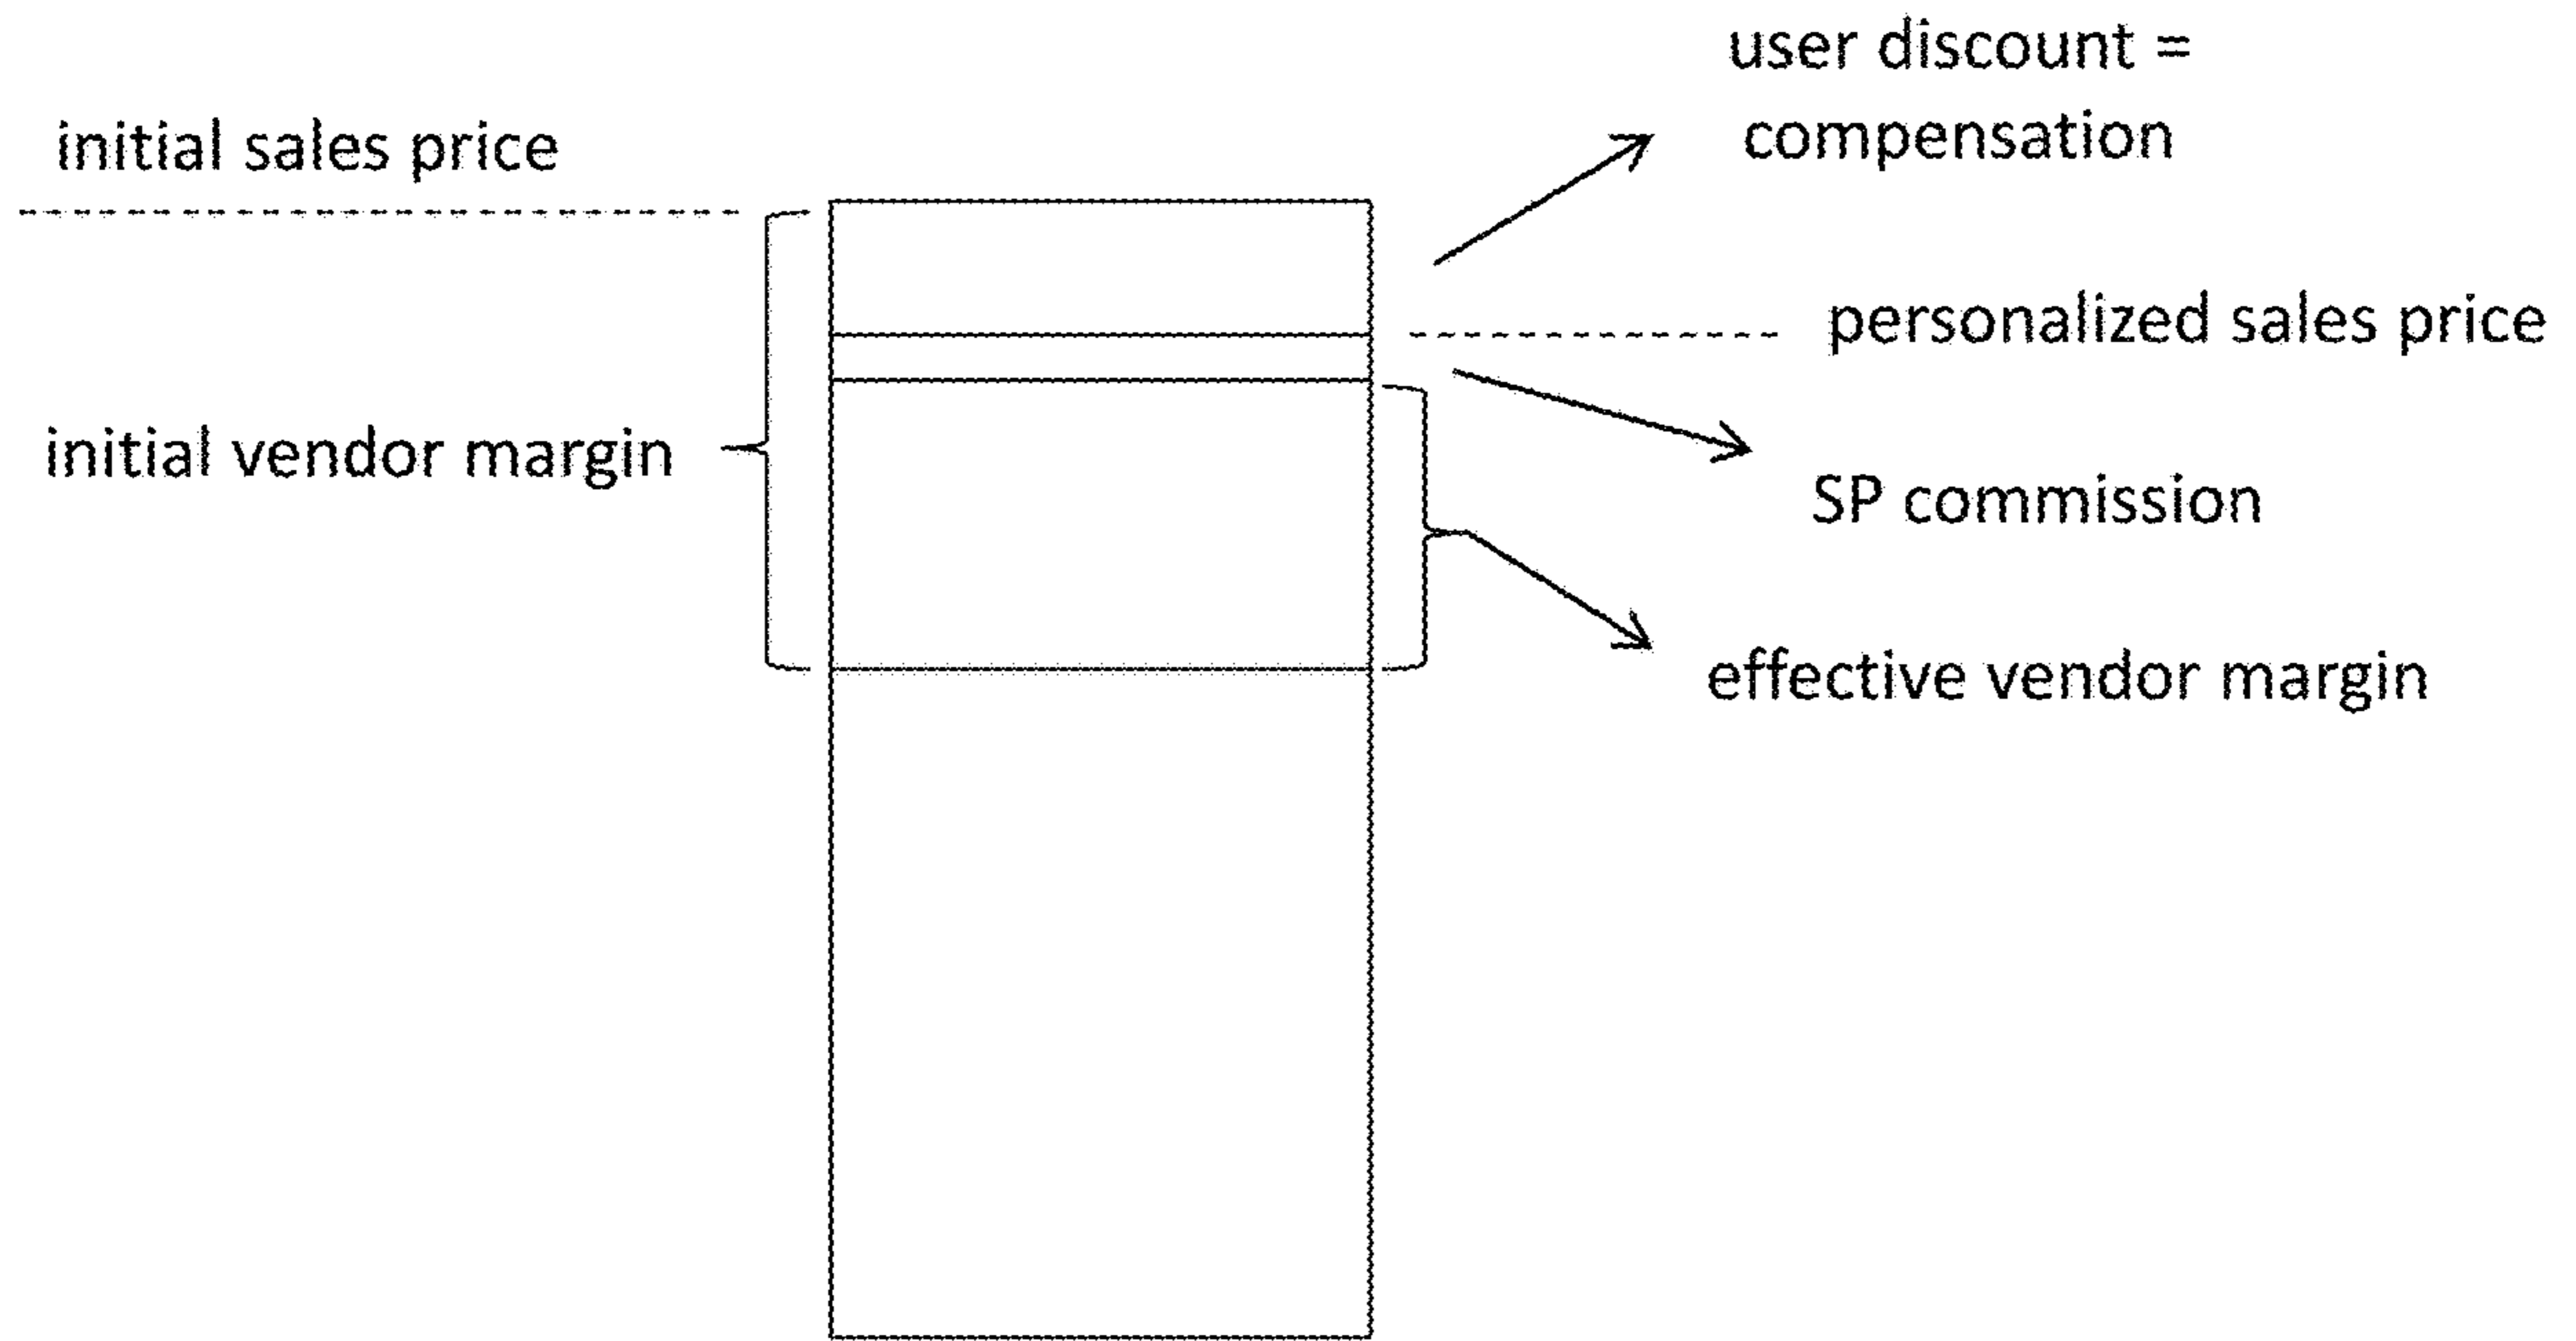 initial sales price
initial vendor margin
user discount =
compensation
personalized sales price
SP commission
effective vendor margin